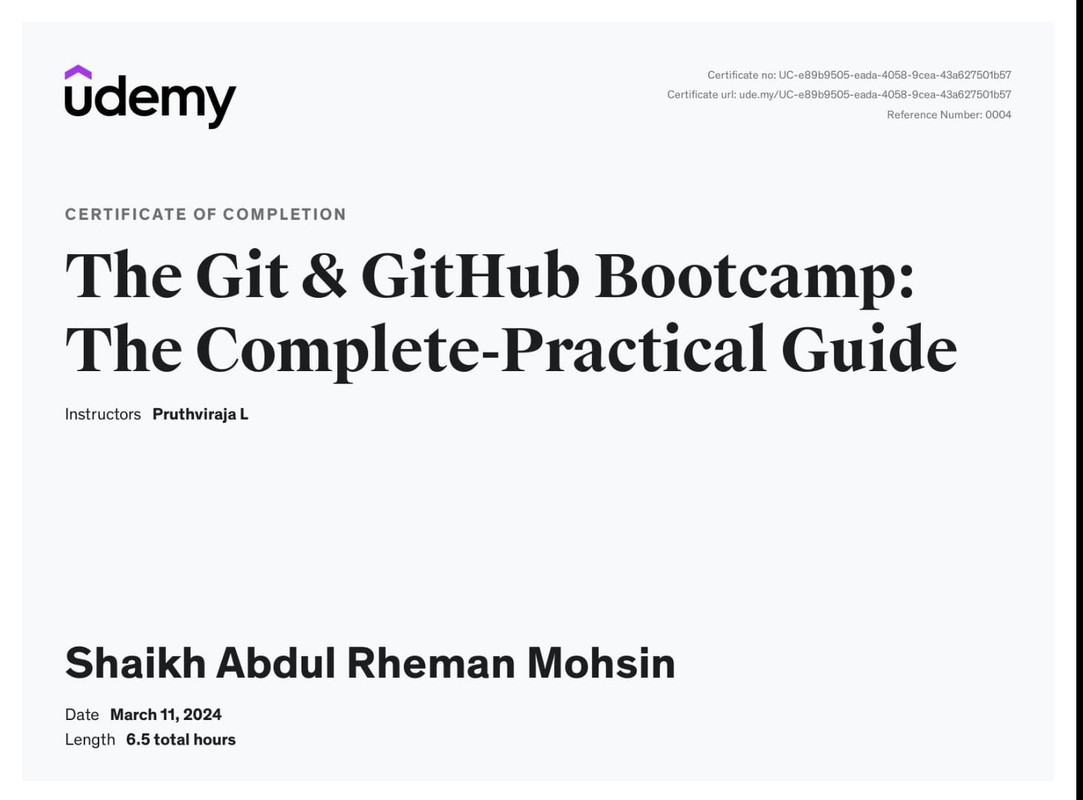 udemy
Certificate no: UC-e89b9505-eada-4058-9cea-43a627501b57
Certificate url: ude.my/UC-e89b9505-eada-4058-9cea-43a627501b57
Reference Number: 0004
CERTIFICATE OF COMPLETION
The Git & GitHub Bootcamp:
The Complete-Practical Guide
Instructors Pruthviraja L
Shaikh Abdul Rheman Mohsin
Date March 11, 2024
Length 6.5 total hours